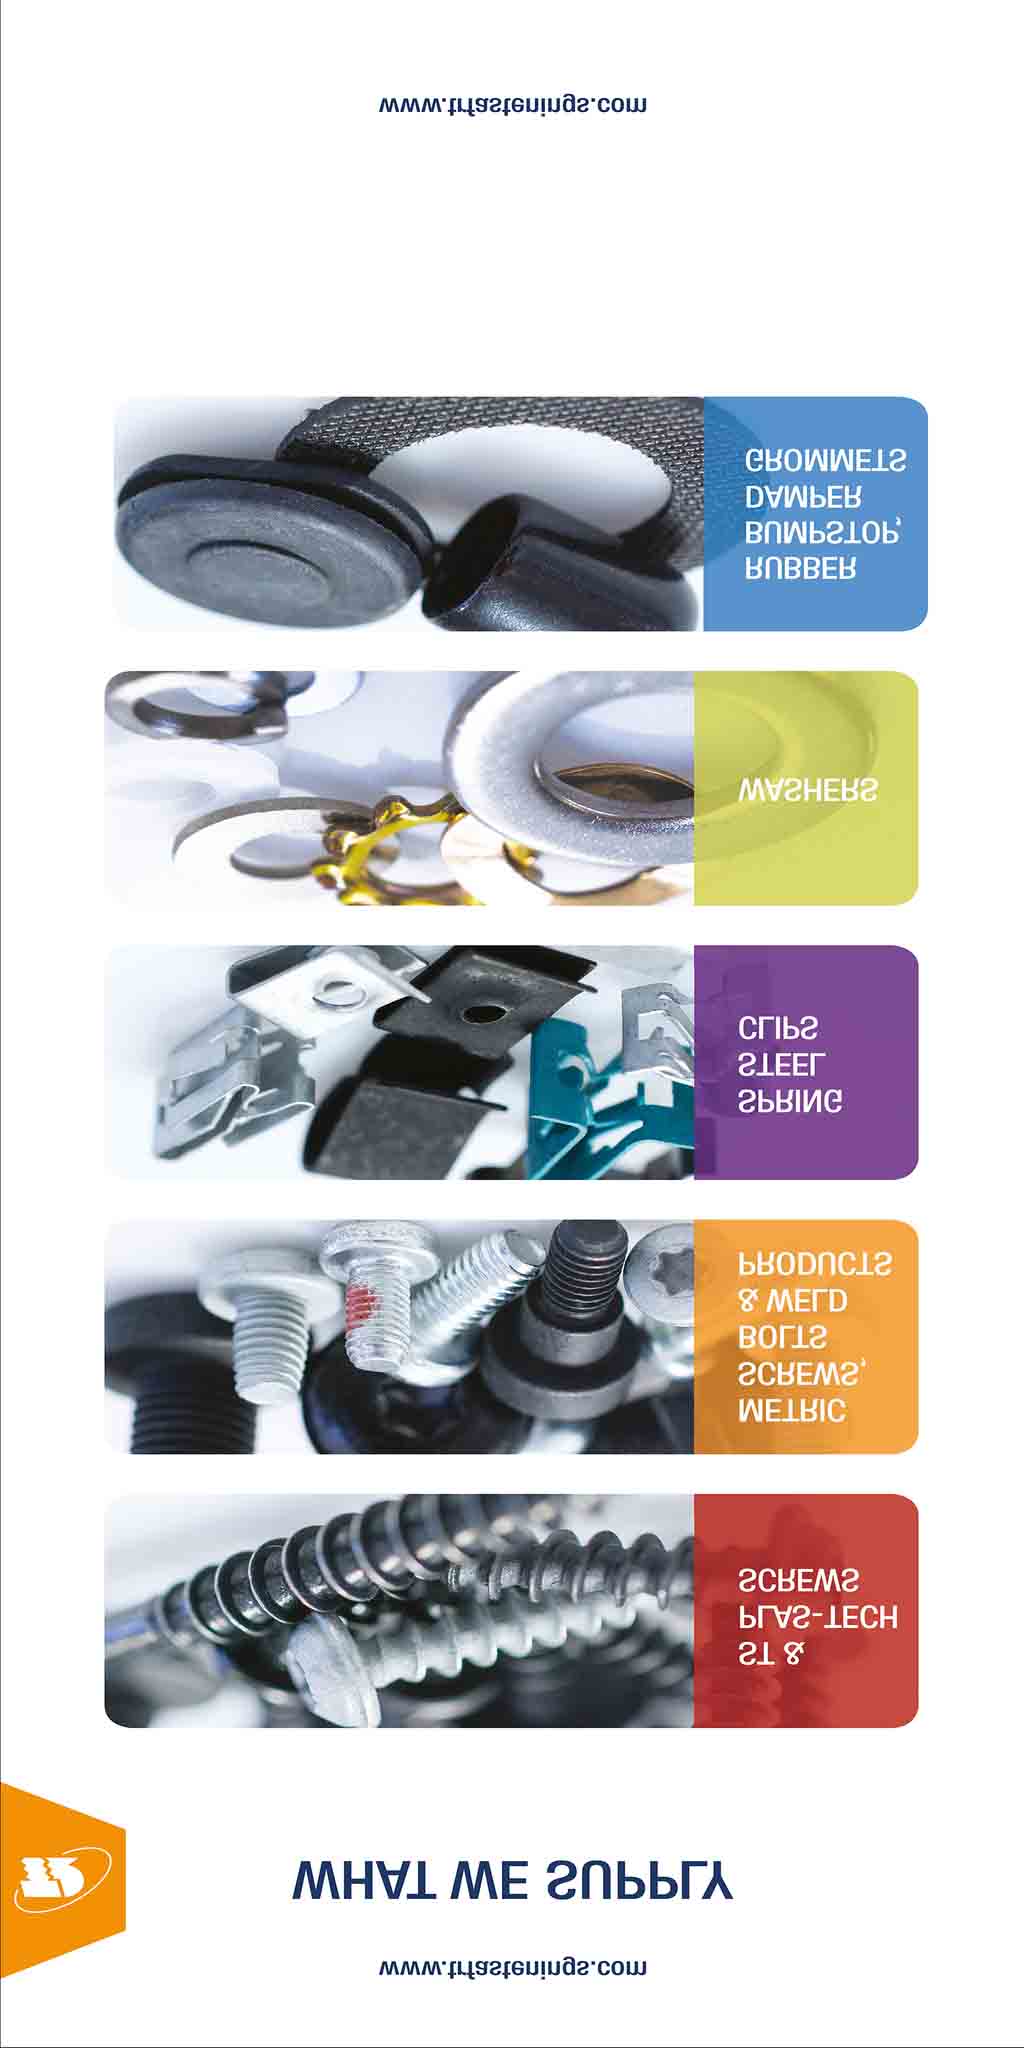 www.trfastenings.com
WHAT WE SUPPLY
ST &
PLAS-TECH
SCREWS
METRIC
SCREWS,
BOLTS
& WELD
PRODUCTS
SPRING
STEEL
CLIPS
WASHERS
RUBBER
BUMPSTOP,
DAMPER
GROMMETS
www.trfastenings.com